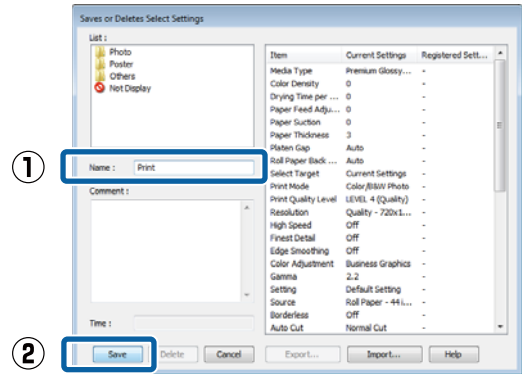 Saves or Deletes Select Settings
List :
Photo
Poster
Others
Not Display
① Name : Print
Comment :
Time :
Item Current Settings Registered Sett...
Media Type Premium Glossy... -
Color Density 0 -
Drying Time per ... 0 -
Paper Feed Adju... 0 -
Paper Suction 0 -
Paper Thickness 3 -
Platen Gap Auto -
Roll Paper Back ... Auto -
Select Target Current Settings -
Print Mode Color/B&W Photo -
Print Quality Level LEVEL 4 (Quality) -
Resolution Quality - 720x1... -
High Speed Off -
Finest Detail Off -
Edge Smoothing Off -
Color Adjustment Business Graphics -
Gamma 2.2 -
Setting Default Setting -
Source Roll Paper - 44 i... -
Borderless Off -
Auto Cut Normal Cut -
② Save Delete Cancel Export... Import... Help